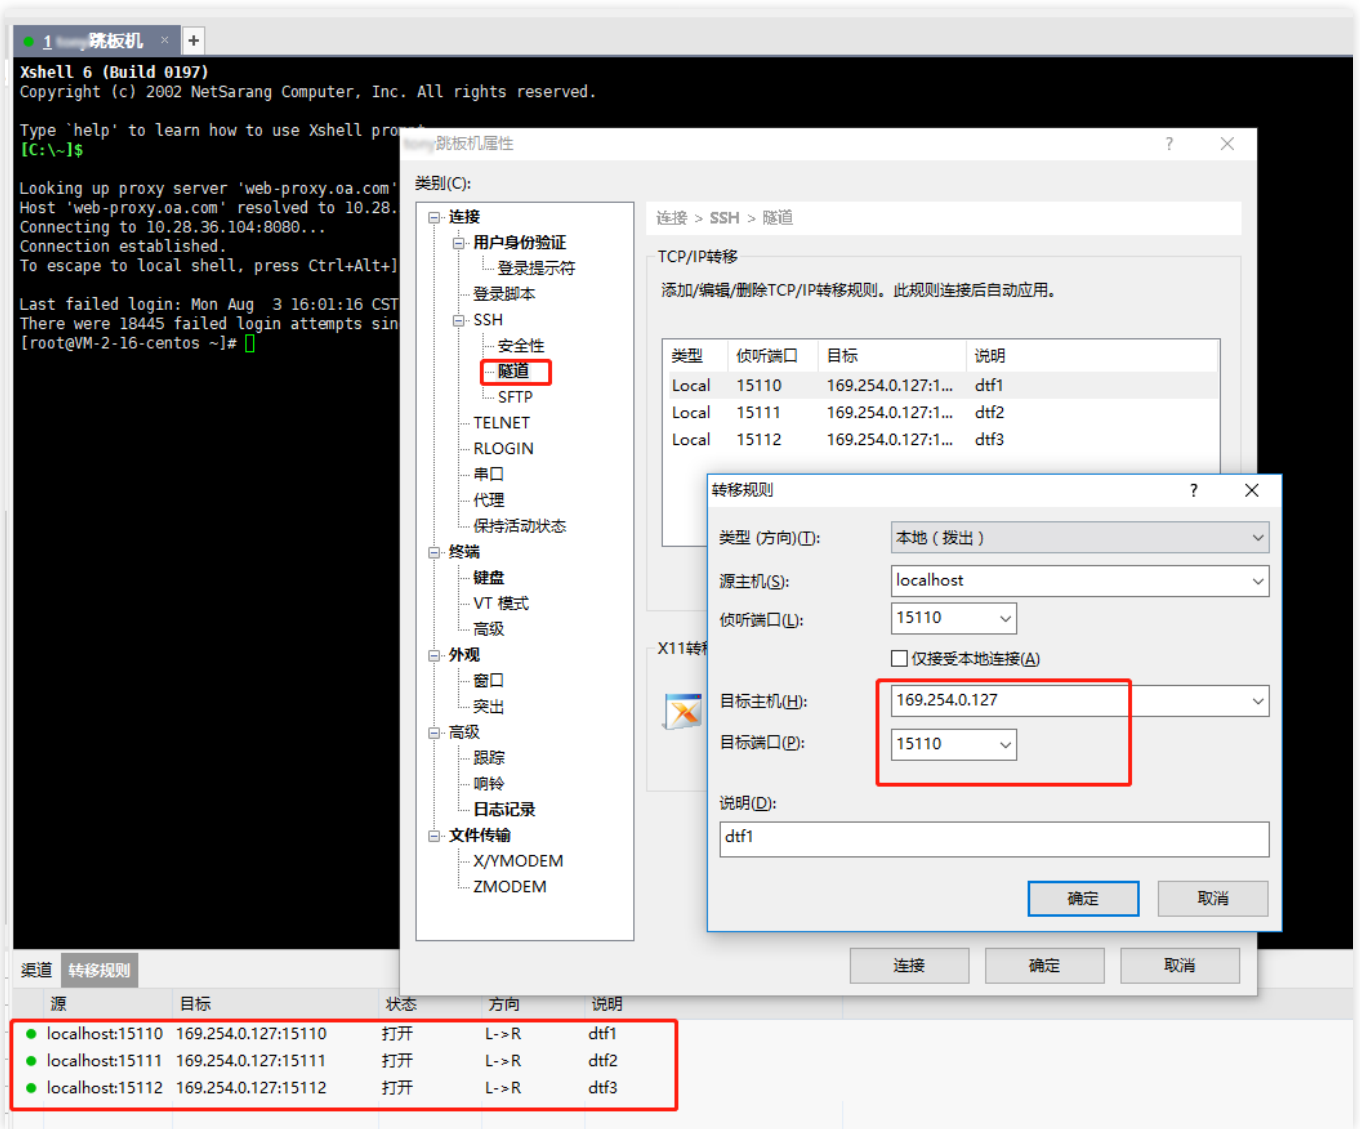 1 跳板机 × +
Xshell 6 (Build 0197)
Copyright (c) 2002 NetSarang Computer, Inc. All rights reserved.
Type `help' to learn how to use Xshell
[C:\~]$
Looking up proxy server 'web-proxy.oa.com'
Host 'web-proxy.oa.com' resolved to 10.28.
Connecting to 10.28.36.104:8080...
Connection established.
To escape to local shell, press Ctrl+Alt+]
Last failed login: Mon Aug  3 16:01:16 CST
There were 18445 failed login attempts
[root@VM-2-16-centos ~]#
跳板机属性 ? ×
类别(C):
连接
用户身份验证
登录提示符
登录脚本
SSH
安全性
隧道
SFTP
TELNET
RLOGIN
串口
代理
保持活动状态
终端
键盘
VT 模式
高级
外观
窗口
突出
高级
跟踪
响铃
日志记录
文件传输
X/YMODEM
ZMODEM
连接 > SSH > 隧道
TCP/IP转移
添加/编辑/删除TCP/IP转移规则。此规则连接后自动应用。
类型 侦听端口 目标 说明
Local 15110 169.254.0.127:1... dtf1
Local 15111 169.254.0.127:1... dtf2
Local 15112 169.254.0.127:1... dtf3
X11转
转移规则 ? ×
类型 (方向)(T): 本地 ( 拨出 )
源主机(S): localhost
侦听端口(L): 15110
仅接受本地连接(A)
目标主机(H): 169.254.0.127
目标端口(P): 15110
说明(D):
dtf1
确定 取消
连接 确定 取消
渠道 转移规则
源 目标 状态 方向 说明
localhost:15110 169.254.0.127:15110 打开 L->R dtf1
localhost:15111 169.254.0.127:15111 打开 L->R dtf2
localhost:15112 169.254.0.127:15112 打开 L->R dtf3